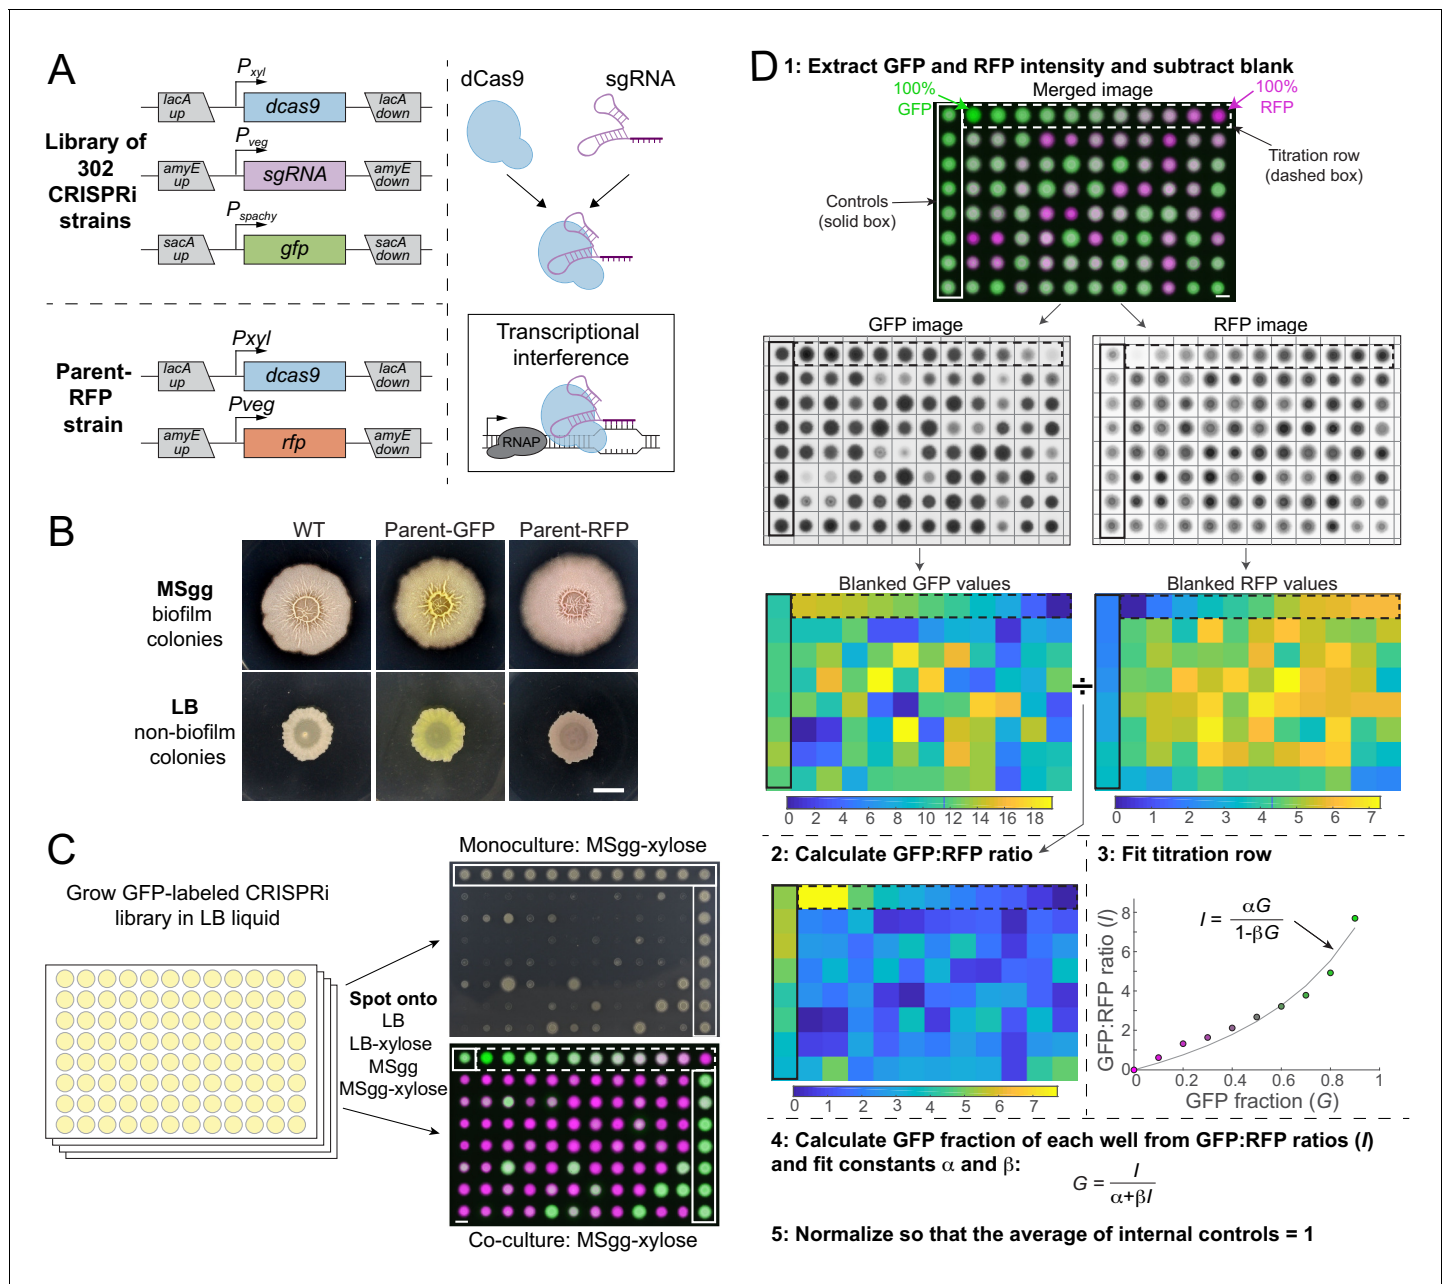 A
Library of
302
CRISPRi
strains
lacA
up
Pxyl
dcas9
lacA
down
amyE
up
Pveg
sgRNA
amyE
down
sacA
up
Pspachy
gfp
sacA
down
Parent-
RFP
strain
lacA
up
Pxyl
dcas9
lacA
down
amyE
up
Pveg
rfp
amyE
down
dCas9
sgRNA
Transcriptional
interference
RNAP
B
WT
Parent-GFP
Parent-RFP
MSgg
biofilm
colonies
LB
non-biofilm
colonies
C
Grow GFP-labeled CRISPRi
library in LB liquid
Spot onto
LB
LB-xylose
MSgg
MSgg-xylose
Monoculture: MSgg-xylose
Co-culture: MSgg-xylose
D
1: Extract GFP and RFP intensity and subtract blank
100%
GFP
Merged image
100%
RFP
Titration row
(dashed box)
Controls
(solid box)
GFP image
RFP image
Blanked GFP values
Blanked RFP values
÷
0 2 4 6 8 10 12 14 16 18
0 1 2 3 4 5 6 7
2: Calculate GFP:RFP ratio
0 1 2 3 4 5 6 7
3: Fit titration row
GFP:RFP ratio (I)
8
6
4
2
0
I = αG / 1-βG
0.2 0.4 0.6 0.8 1
GFP fraction (G)
4: Calculate GFP fraction of each well from GFP:RFP ratios (I)
and fit constants α and β:
G = I / α+βI
5: Normalize so that the average of internal controls = 1